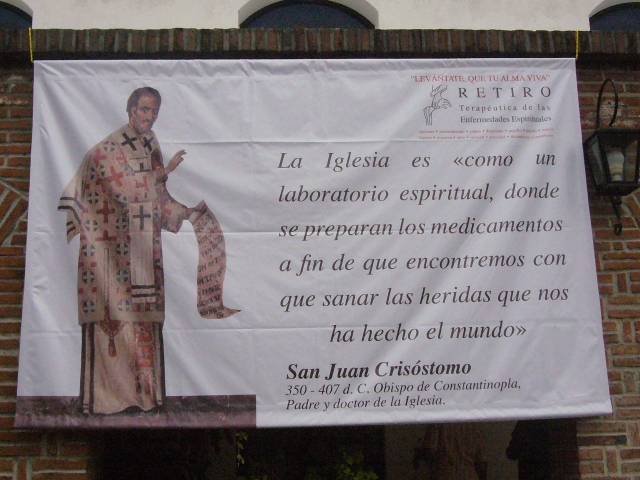 "LEVÁNTATE, QUE TU ALMA VIVA"
RETIRO
Terapéutica de las
Enfermedades Espirituales
La Iglesia es «como un
laboratorio espiritual, donde
se preparan los medicamentos
a fin de que encontremos con
que sanar las heridas que nos
ha hecho el mundo»
San Juan Crisóstomo
350 - 407 d. C. Obispo de Constantinopla,
Padre y doctor de la Iglesia.